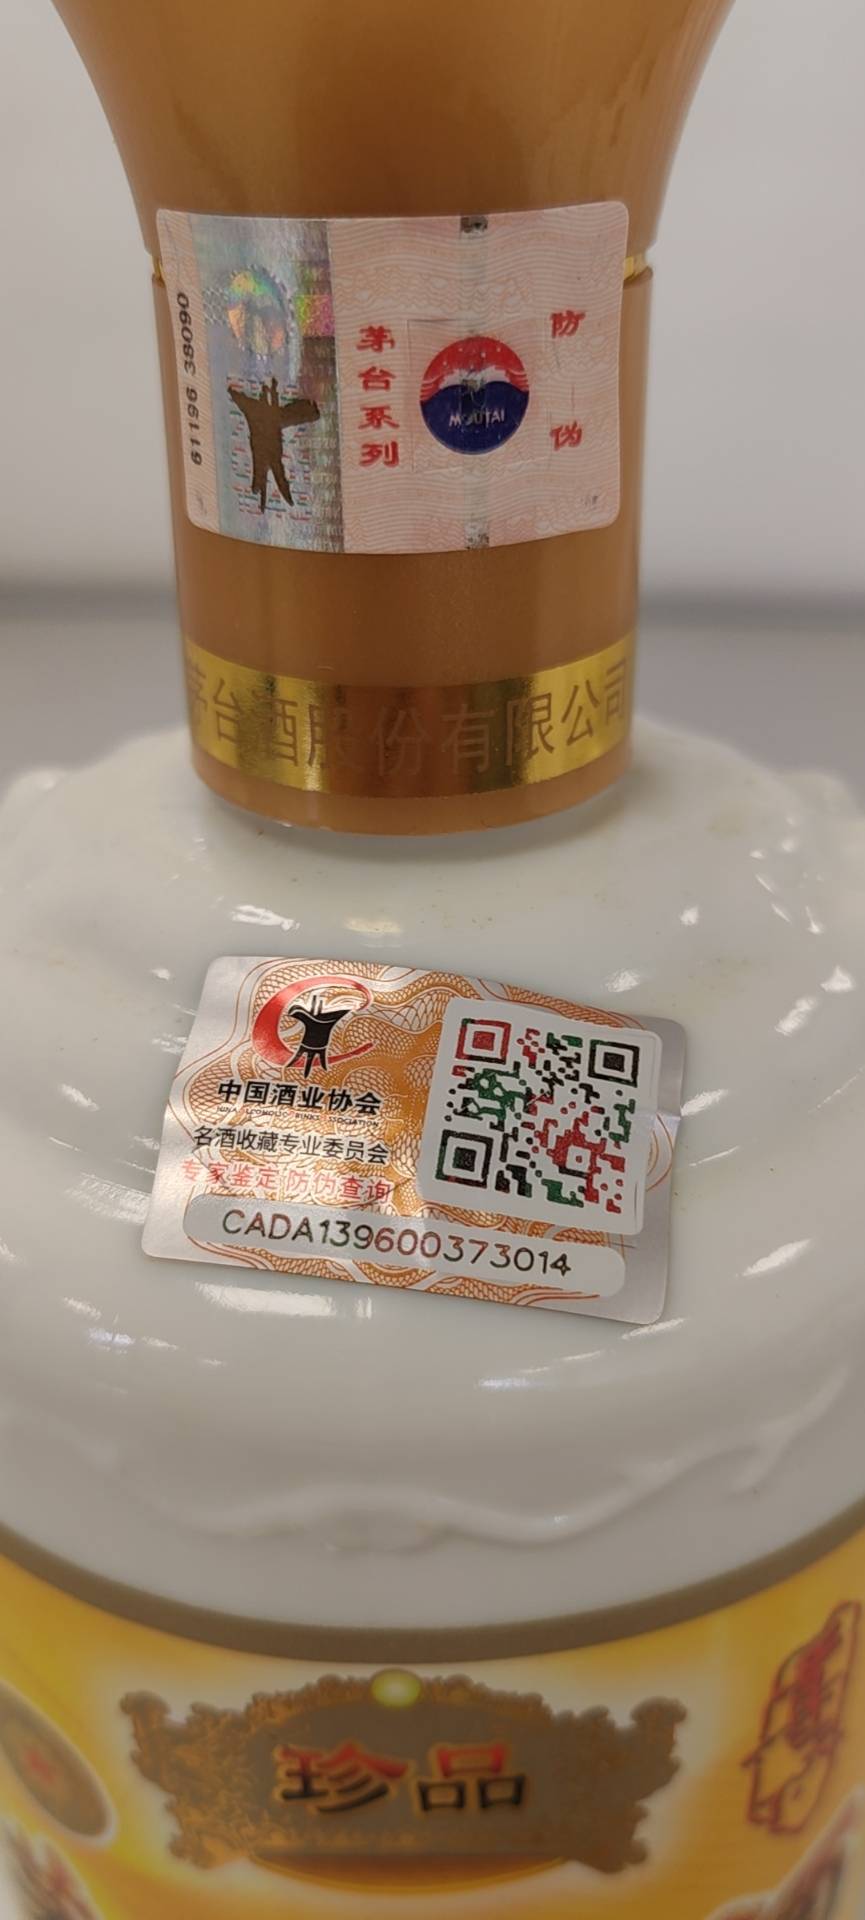 61196 38090
茅台系列
MOUTAI
防伪
茅台酒股份有限公司
中国酒业协会
名酒收藏专业委员会
专家鉴定 防伪查询
CADA139600373014
珍品